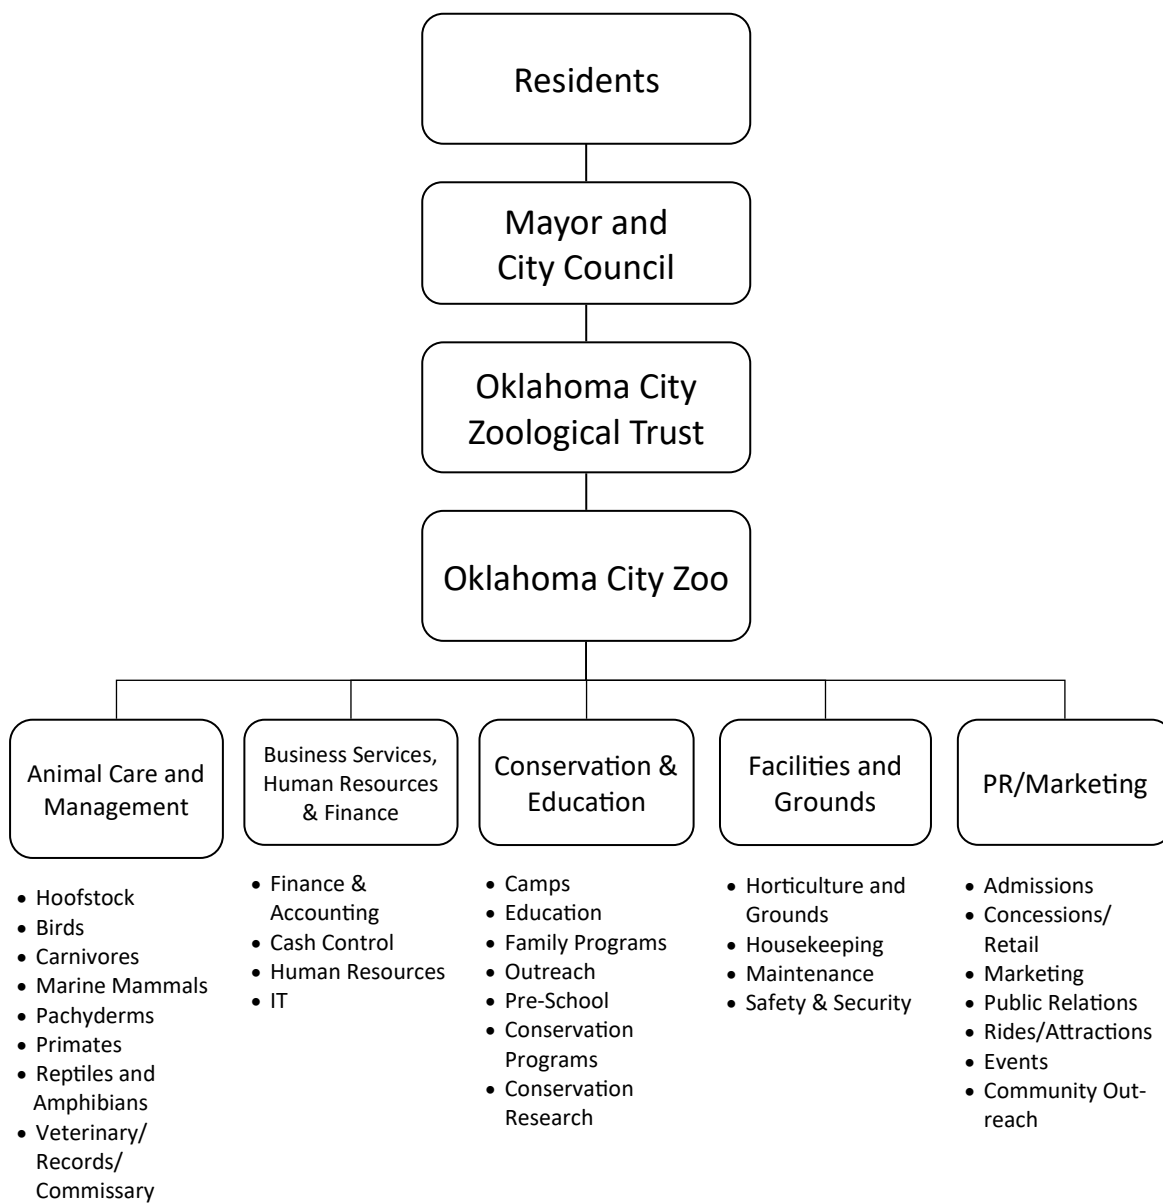 Residents
Mayor and
City Council
Oklahoma City
Zoological Trust
Oklahoma City Zoo
Animal Care and
Management
• Hoofstock
• Birds
• Carnivores
• Marine Mammals
• Pachyderms
• Primates
• Reptiles and
Amphibians
• Veterinary/
Records/
Commissary
Business Services,
Human Resources
& Finance
• Finance &
Accounting
• Cash Control
• Human Resources
• IT
Conservation &
Education
• Camps
• Education
• Family Programs
• Outreach
• Pre-School
• Conservation
Programs
• Conservation
Research
Facilities and
Grounds
• Horticulture and
Grounds
• Housekeeping
• Maintenance
• Safety & Security
PR/Marketing
• Admissions
• Concessions/
Retail
• Marketing
• Public Relations
• Rides/Attractions
• Events
• Community Out-
reach